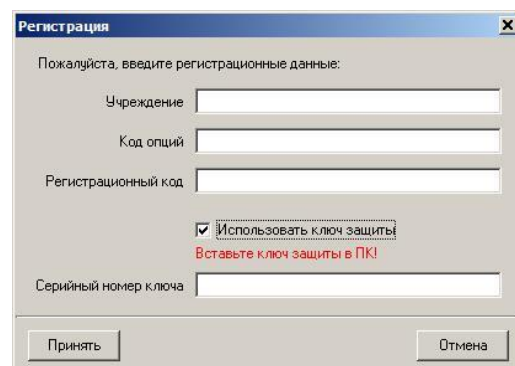 Регистрация
Пожалуйста, введите регистрационные данные:
Учреждение
Код опций
Регистрационный код
Использовать ключ защиты
Вставьте ключ защиты в ПК!
Серийный номер ключа
Принять
Отмена